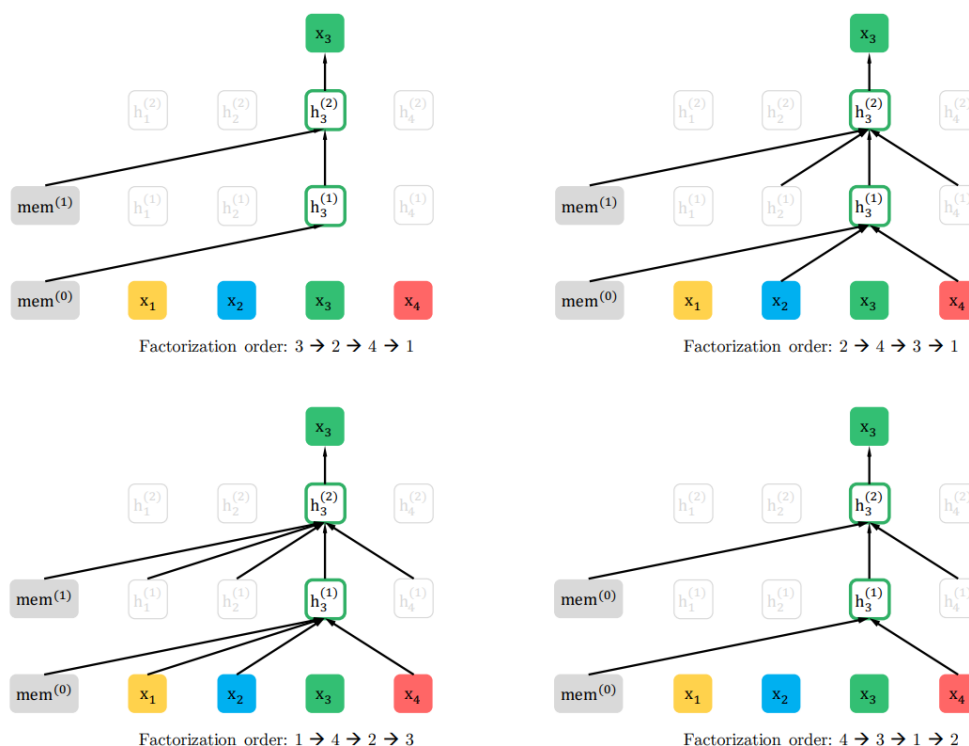 x₃ x₃
h₁⁽²⁾ h₂⁽²⁾ h₃⁽²⁾ h₄⁽²⁾ h₁⁽²⁾ h₂⁽²⁾ h₃⁽²⁾ h₄⁽²⁾
mem⁽¹⁾ h₁⁽¹⁾ h₂⁽¹⁾ h₃⁽¹⁾ h₄⁽¹⁾ mem⁽¹⁾ h₁⁽¹⁾ h₂⁽¹⁾ h₃⁽¹⁾ h₄⁽¹⁾
mem⁽⁰⁾ x₁ x₂ x₃ x₄ mem⁽⁰⁾ x₁ x₂ x₃ x₄
Factorization order: 3 → 2 → 4 → 1 Factorization order: 2 → 4 → 3 → 1
x₃ x₃
h₁⁽²⁾ h₂⁽²⁾ h₃⁽²⁾ h₄⁽²⁾ h₁⁽²⁾ h₂⁽²⁾ h₃⁽²⁾ h₄⁽²⁾
mem⁽¹⁾ h₁⁽¹⁾ h₂⁽¹⁾ h₃⁽¹⁾ h₄⁽¹⁾ mem⁽⁰⁾ h₁⁽¹⁾ h₂⁽¹⁾ h₃⁽¹⁾ h₄⁽¹⁾
mem⁽⁰⁾ x₁ x₂ x₃ x₄ mem⁽⁰⁾ x₁ x₂ x₃ x₄
Factorization order: 1 → 4 → 2 → 3 Factorization order: 4 → 3 → 1 → 2